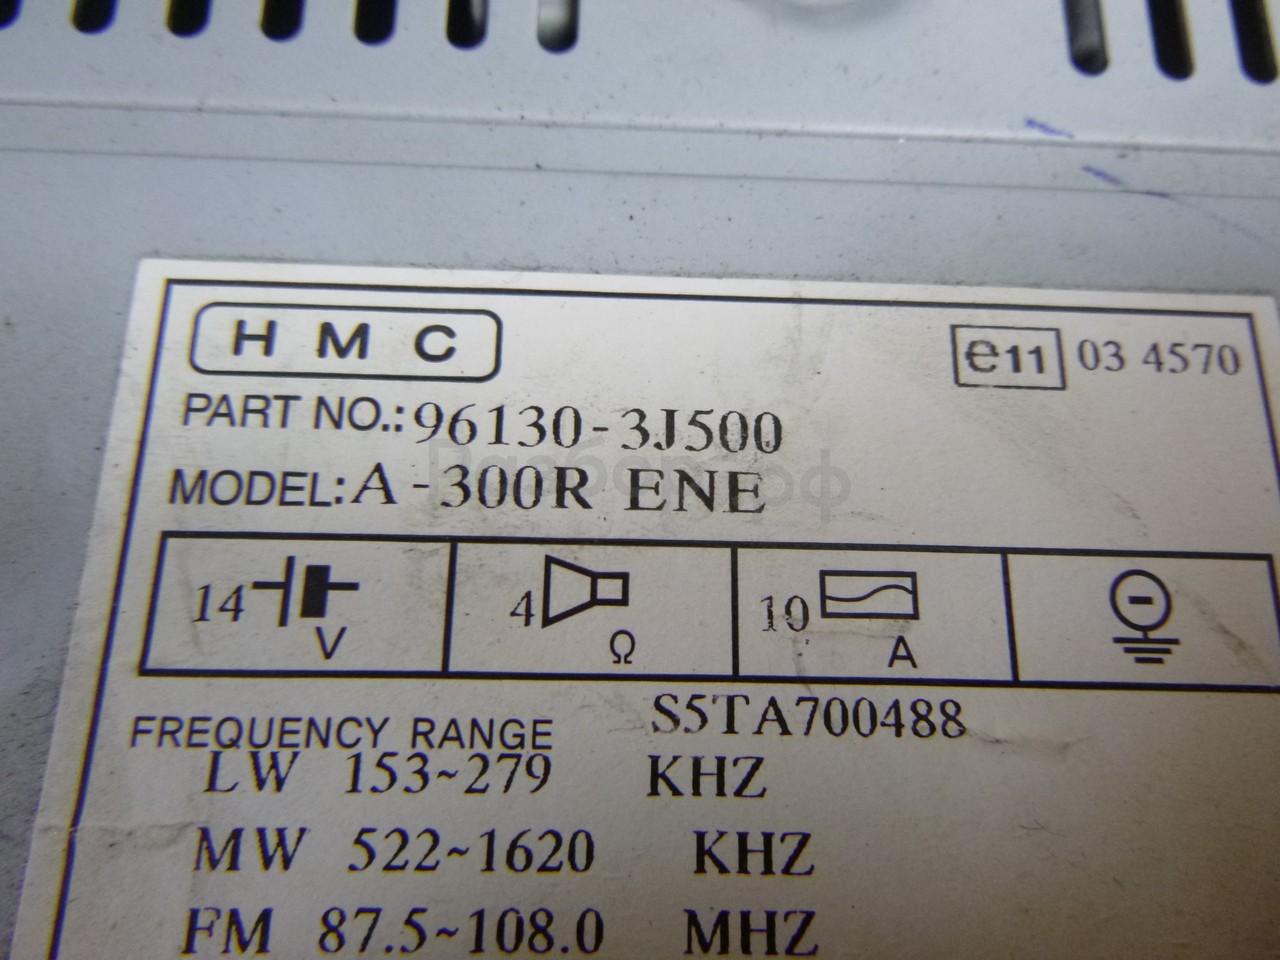 HMC
e11 03 4570
PART NO.: 96130-3J500
MODEL: A-300R ENE
14 V
4 Ω
10 A
S5TA700488
FREQUENCY RANGE
LW 153~279 KHZ
MW 522~1620 KHZ
FM 87.5~108.0 MHZ